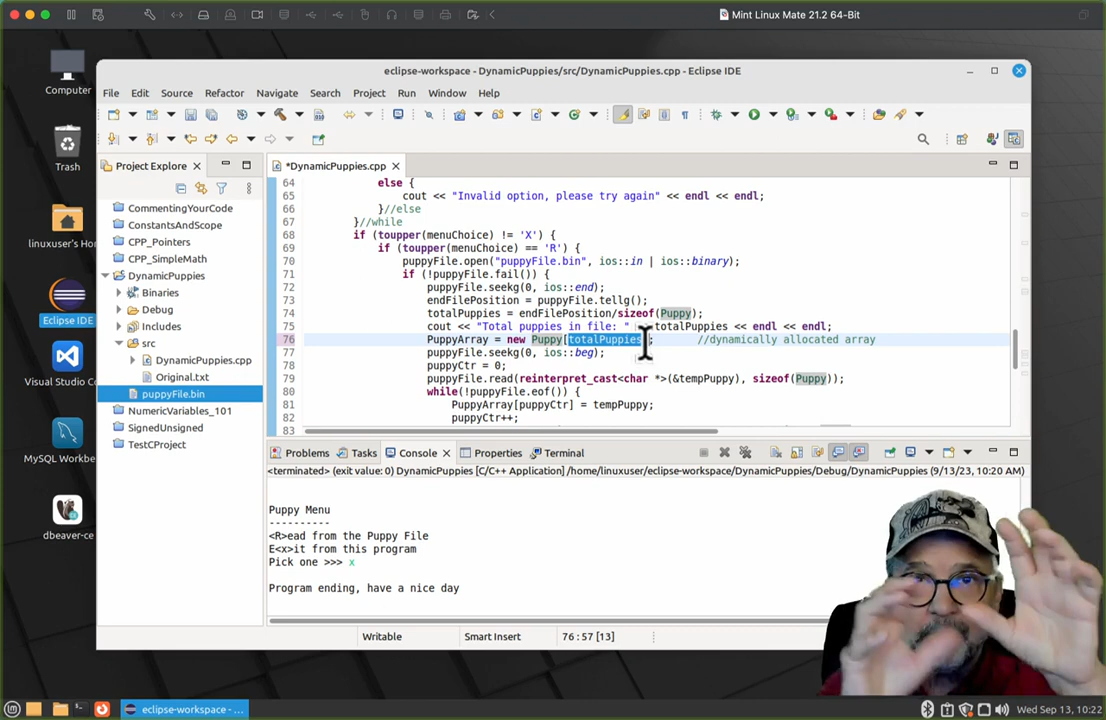 Mint Linux Mate 21.2 64-Bit
eclipse-workspace - DynamicPuppies/src/DynamicPuppies.cpp - Eclipse IDE
File Edit Source Refactor Navigate Search Project Run Window Help
Computer
Trash
linuxuser's Ho
Eclipse IDE
Visual Studio Co
MySQL Workbe
dbeaver-ce
Project Explore
CommentingYourCode
ConstantsAndScope
CPP_Pointers
CPP_SimpleMath
DynamicPuppies
Binaries
Debug
Includes
src
DynamicPuppies.cpp
Original.txt
puppyFile.bin
NumericVariables_101
SignedUnsigned
TestCProject
*DynamicPuppies.cpp
64 else {
65 cout << "Invalid option, please try again" << endl << endl;
66 }//else
67 }//while
68 if (toupper(menuChoice) != 'X') {
69 if (toupper(menuChoice) == 'R') {
70 puppyFile.open("puppyFile.bin", ios::in | ios::binary);
71 if (!puppyFile.fail()) {
72 puppyFile.seekg(0, ios::end);
73 endFilePosition = puppyFile.tellg();
74 totalPuppies = endFilePosition/sizeof(Puppy);
75 cout << "Total puppies in file: " totalPuppies << endl << endl;
76 PuppyArray = new Puppy[totalPuppies ; //dynamically allocated array
77 puppyFile.seekg(0, ios::beg);
78 puppyCtr = 0;
79 puppyFile.read(reinterpret_cast<char *>(&tempPuppy), sizeof(Puppy));
80 while(!puppyFile.eof()) {
81 PuppyArray[puppyCtr] = tempPuppy;
82 puppyCtr++;
83
Problems Tasks Console Properties Terminal
<terminated> (exit value: 0) DynamicPuppies [C/C++ Application] /home/linuxuser/eclipse-workspace/DynamicPuppies/Debug/DynamicPuppies (9/13/23, 10:20 AM)
Puppy Menu
----------
<R>ead from the Puppy File
E<x>it from this program
Pick one >>> x
Program ending, have a nice day
Writable Smart Insert 76 : 57 [13]
eclipse-workspace - ...
Wed Sep 13, 10:22